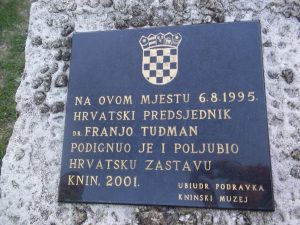 NA OVOM MJESTU 6.8.1995.
HRVATSKI PREDSJEDNIK
DR. FRANJO TUĐMAN
PODIGNUO JE I POLJUBIO
HRVATSKU ZASTAVU
KNIN, 2001.
UBIUDR PODRAVKA
KNINSKI MUZEJ